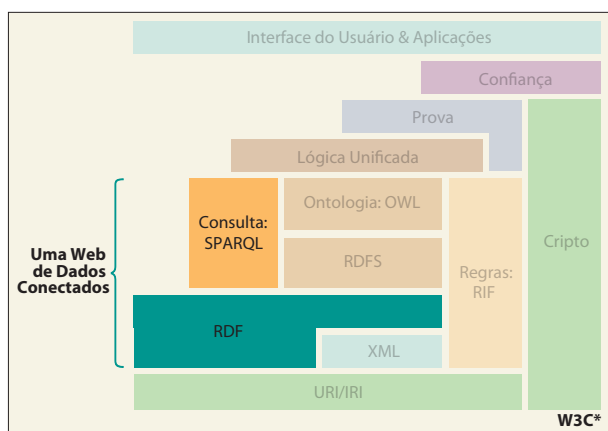 Interface do Usuário & Aplicações
Confiança
Prova
Lógica Unificada
Consulta:
SPARQL
Ontologia: OWL
RDFS
Regras:
RIF
Cripto
Uma Web
de Dados
Conectados
RDF
XML
URI/IRI
W3C*